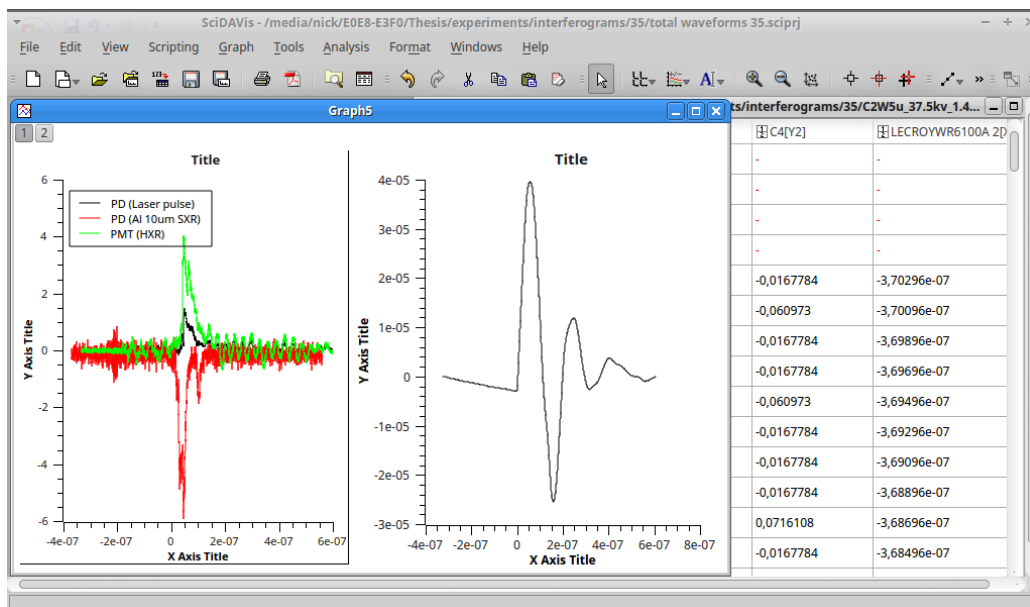 SciDAVis - /media/nick/E0E8-E3F0/Thesis/experiments/interferograms/35/total waveforms 35.sciprj
File Edit View Scripting Graph Tools Analysis Format Windows Help
Graph5
ts/interferograms/35/C2W5u_37.5kv_1.4...
1 2
C4[Y2] LECROYWR6100A 2[
Title
6
4
2
0
-2
-4
-6
PD (Laser pulse)
PD (Al 10um SXR)
PMT (HXR)
Y Axis Title
-4e-07 -2e-07 0 2e-07 4e-07 6e-07
X Axis Title
Title
4e-05
3e-05
2e-05
1e-05
0
-1e-05
-2e-05
-3e-05
Y Axis Title
-4e-07 -2e-07 0 2e-07 4e-07 6e-07 8e-07
X Axis Title
- -
- -
- -
- -
-0,0167784 -3,70296e-07
-0,060973 -3,70096e-07
-0,0167784 -3,69896e-07
-0,0167784 -3,69696e-07
-0,060973 -3,69496e-07
-0,0167784 -3,69296e-07
-0,0167784 -3,69096e-07
-0,0167784 -3,68896e-07
0,0716108 -3,68696e-07
-0,0167784 -3,68496e-07